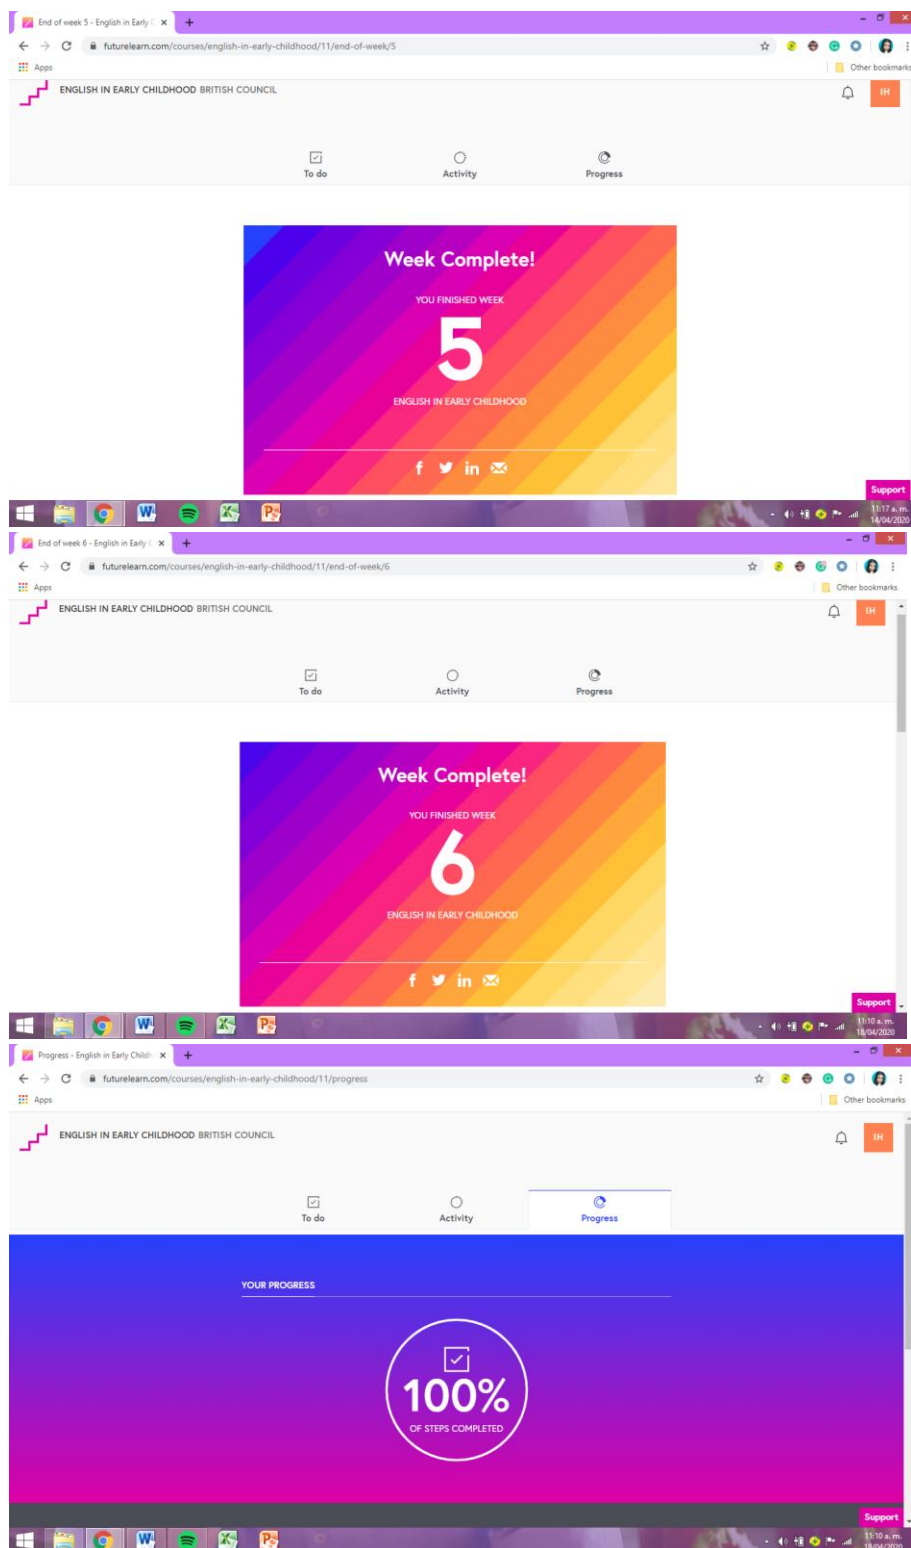 End of week 5 - English in Early C
futurelearn.com/courses/english-in-early-childhood/11/end-of-week/5
Apps
Other bookmarks
ENGLISH IN EARLY CHILDHOOD BRITISH COUNCIL
IH
To do Activity Progress
Week Complete!
YOU FINISHED WEEK
5
ENGLISH IN EARLY CHILDHOOD
Support
11:17 a. m.
14/04/2020
End of week 6 - English in Early C
futurelearn.com/courses/english-in-early-childhood/11/end-of-week/6
Apps
Other bookmarks
ENGLISH IN EARLY CHILDHOOD BRITISH COUNCIL
IH
To do Activity Progress
Week Complete!
YOU FINISHED WEEK
6
ENGLISH IN EARLY CHILDHOOD
Support
11:10 a. m.
18/04/2020
Progress - English in Early Childh
futurelearn.com/courses/english-in-early-childhood/11/progress
Apps
Other bookmarks
ENGLISH IN EARLY CHILDHOOD BRITISH COUNCIL
IH
To do Activity Progress
YOUR PROGRESS
100%
OF STEPS COMPLETED
Support
11:10 a. m.
18/04/2020